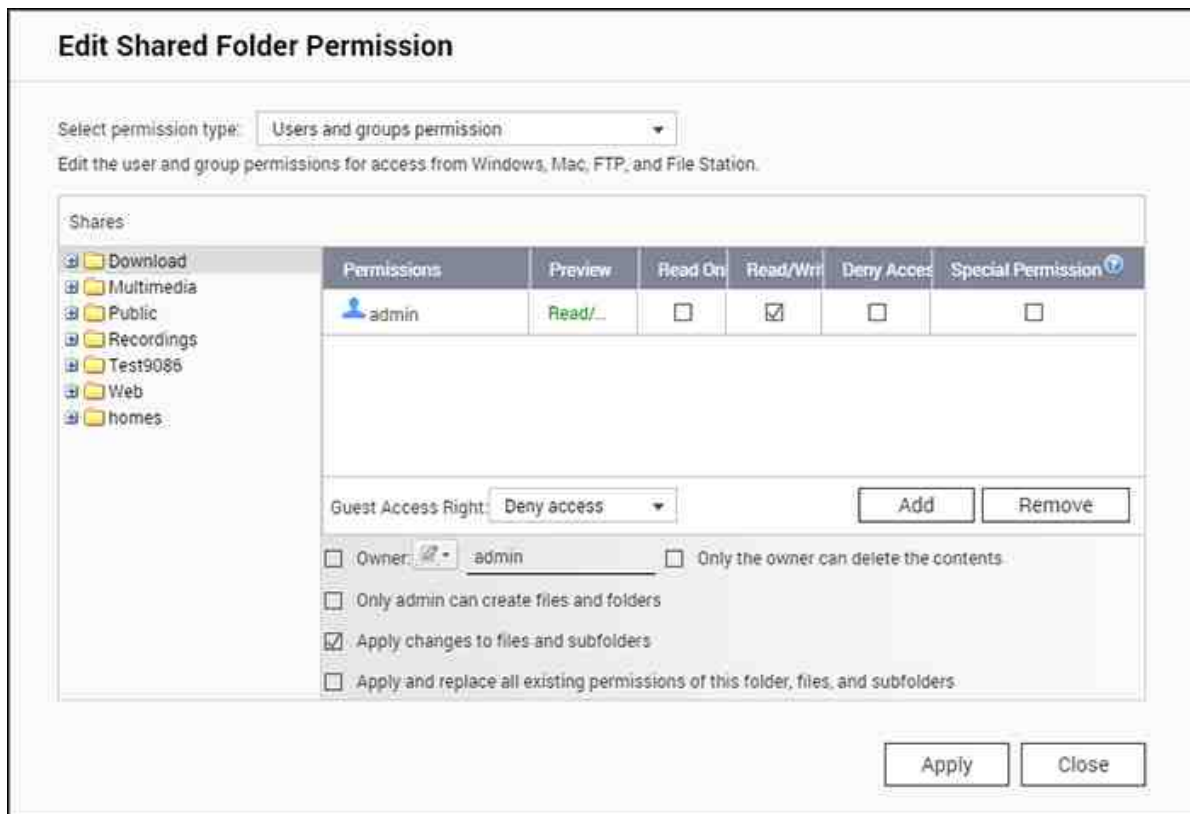 Edit Shared Folder Permission
Select permission type: Users and groups permission
Edit the user and group permissions for access from Windows, Mac, FTP, and File Station.
Shares
Download
Multimedia
Public
Recordings
Test9086
Web
homes
Permissions Preview Read On Read/Wri Deny Acces Special Permission ?
admin Read/...
Guest Access Right: Deny access Add Remove
Owner: admin Only the owner can delete the contents
Only admin can create files and folders
Apply changes to files and subfolders
Apply and replace all existing permissions of this folder, files, and subfolders
Apply Close